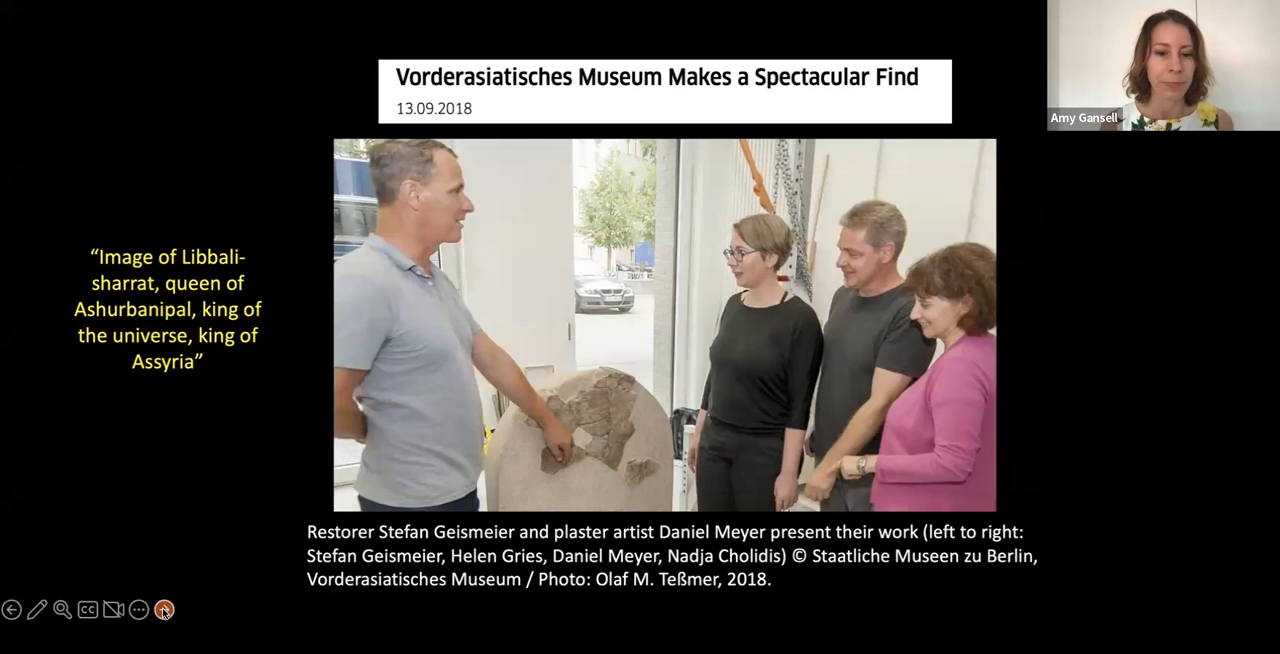 Vorderasiatisches Museum Makes a Spectacular Find
13.09.2018
Amy Gansell
“Image of Libbali-
sharrat, queen of
Ashurbanipal, king of
the universe, king of
Assyria”
Restorer Stefan Geismeier and plaster artist Daniel Meyer present their work (left to right:
Stefan Geismeier, Helen Gries, Daniel Meyer, Nadja Cholidis) © Staatliche Museen zu Berlin,
Vorderasiatisches Museum / Photo: Olaf M. Teßmer, 2018.
CC